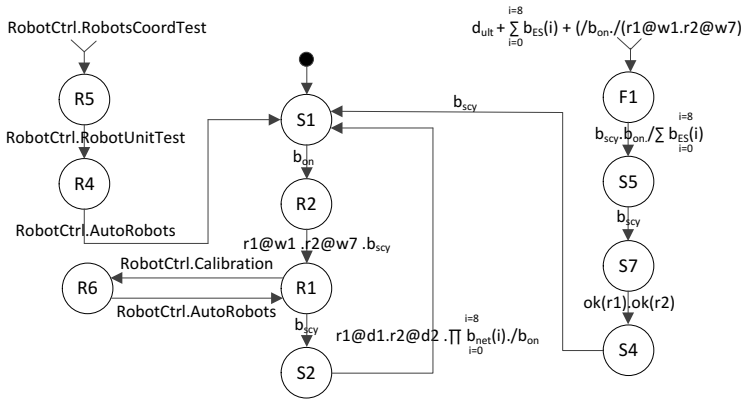 RobotCtrl.RobotsCoordTest
i=8
d_ult + ∑ b_ES(i) + (/b_on./(r1@w1.r2@w7)
i=0
R5
F1
S1
b_scy
RobotCtrl.RobotUnitTest
b_on
i=8
b_scy.b_on./∑ b_ES(i)
i=0
R4
R2
S5
RobotCtrl.AutoRobots
b_scy
r1@w1 .r2@w7 .b_scy
RobotCtrl.Calibration
R6
R1
S7
RobotCtrl.AutoRobots
ok(r1).ok(r2)
b_scy
i=8
r1@d1.r2@d2 .∏ b_net(i)./b_on
i=0
S2
S4